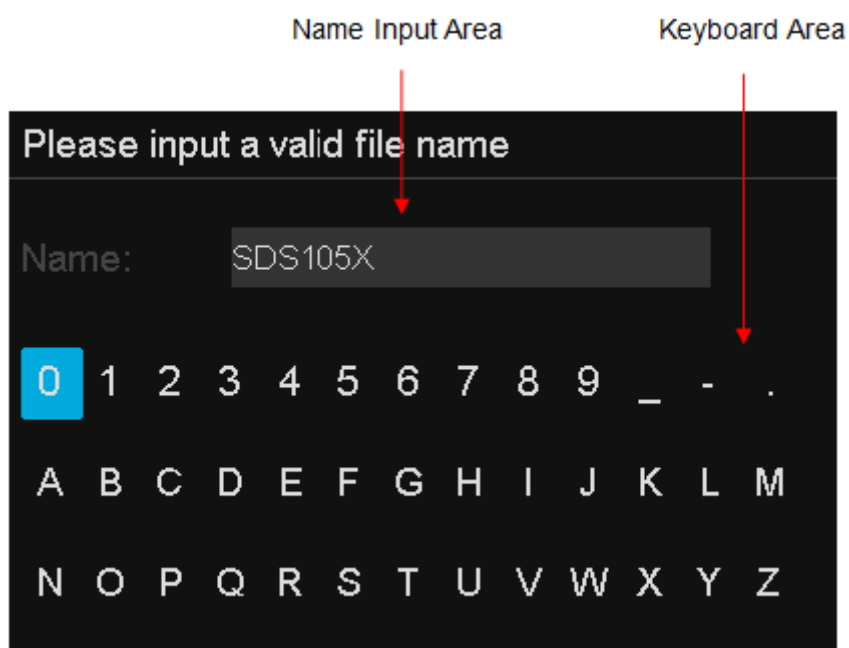 Name Input Area Keyboard Area
Please input a valid file name
Name: SDS105X
0 1 2 3 4 5 6 7 8 9 _ - .
A B C D E F G H I J K L M
N O P Q R S T U V W X Y Z